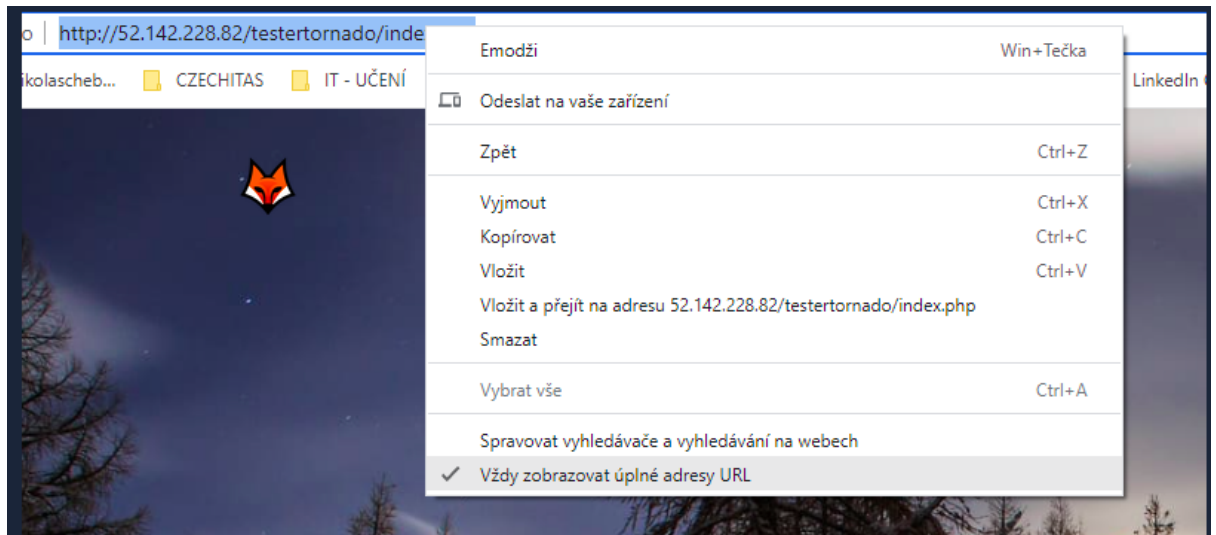 o http://52.142.228.82/testertornado/inde
ikolascheb... CZECHITAS IT - UČENÍ LinkedIn
Emodži Win+Tečka
Odeslat na vaše zařízení
Zpět Ctrl+Z
Vyjmout Ctrl+X
Kopírovat Ctrl+C
Vložit Ctrl+V
Vložit a přejít na adresu 52.142.228.82/testertornado/index.php
Smazat
Vybrat vše Ctrl+A
Spravovat vyhledávače a vyhledávání na webech
Vždy zobrazovat úplné adresy URL